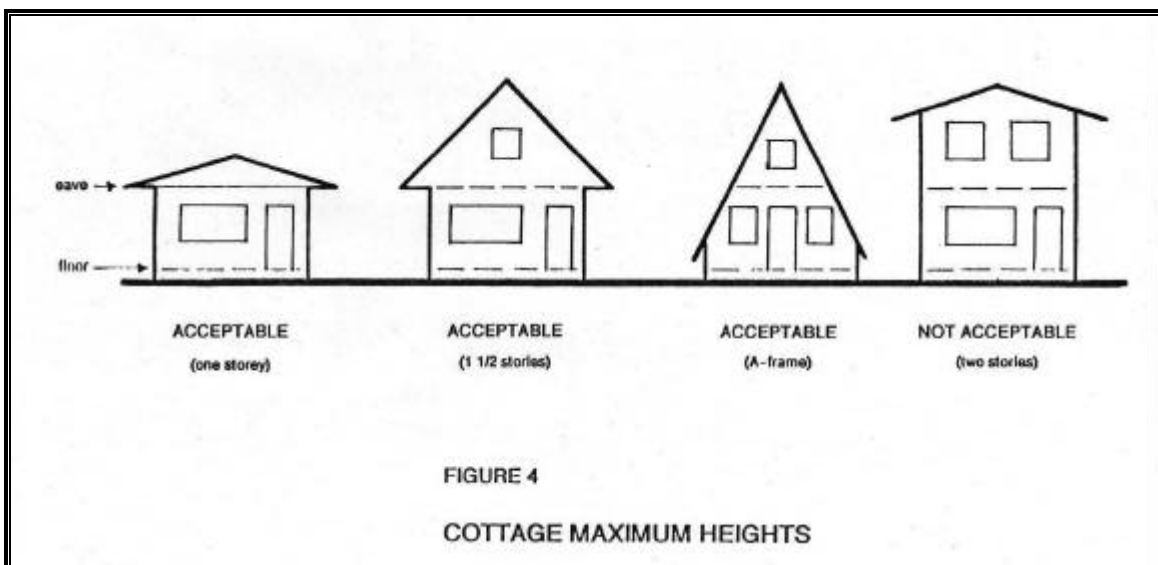 eave
floor
ACCEPTABLE
(one storey)
ACCEPTABLE
(1 1/2 stories)
ACCEPTABLE
(A-frame)
NOT ACCEPTABLE
(two stories)
FIGURE 4
COTTAGE MAXIMUM HEIGHTS